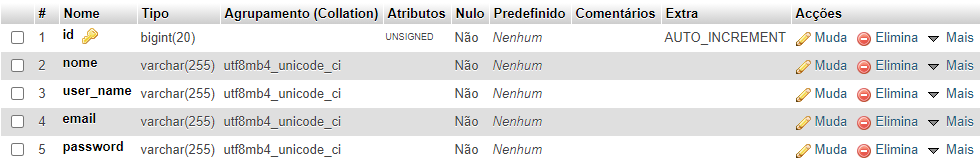 # Nome Tipo Agrupamento (Collation) Atributos Nulo Predefinido Comentários Extra Acções
1 id bigint(20) UNSIGNED Não Nenhum AUTO_INCREMENT Muda Elimina Mais
2 nome varchar(255) utf8mb4_unicode_ci Não Nenhum Muda Elimina Mais
3 user_name varchar(255) utf8mb4_unicode_ci Não Nenhum Muda Elimina Mais
4 email varchar(255) utf8mb4_unicode_ci Não Nenhum Muda Elimina Mais
5 password varchar(255) utf8mb4_unicode_ci Não Nenhum Muda Elimina Mais